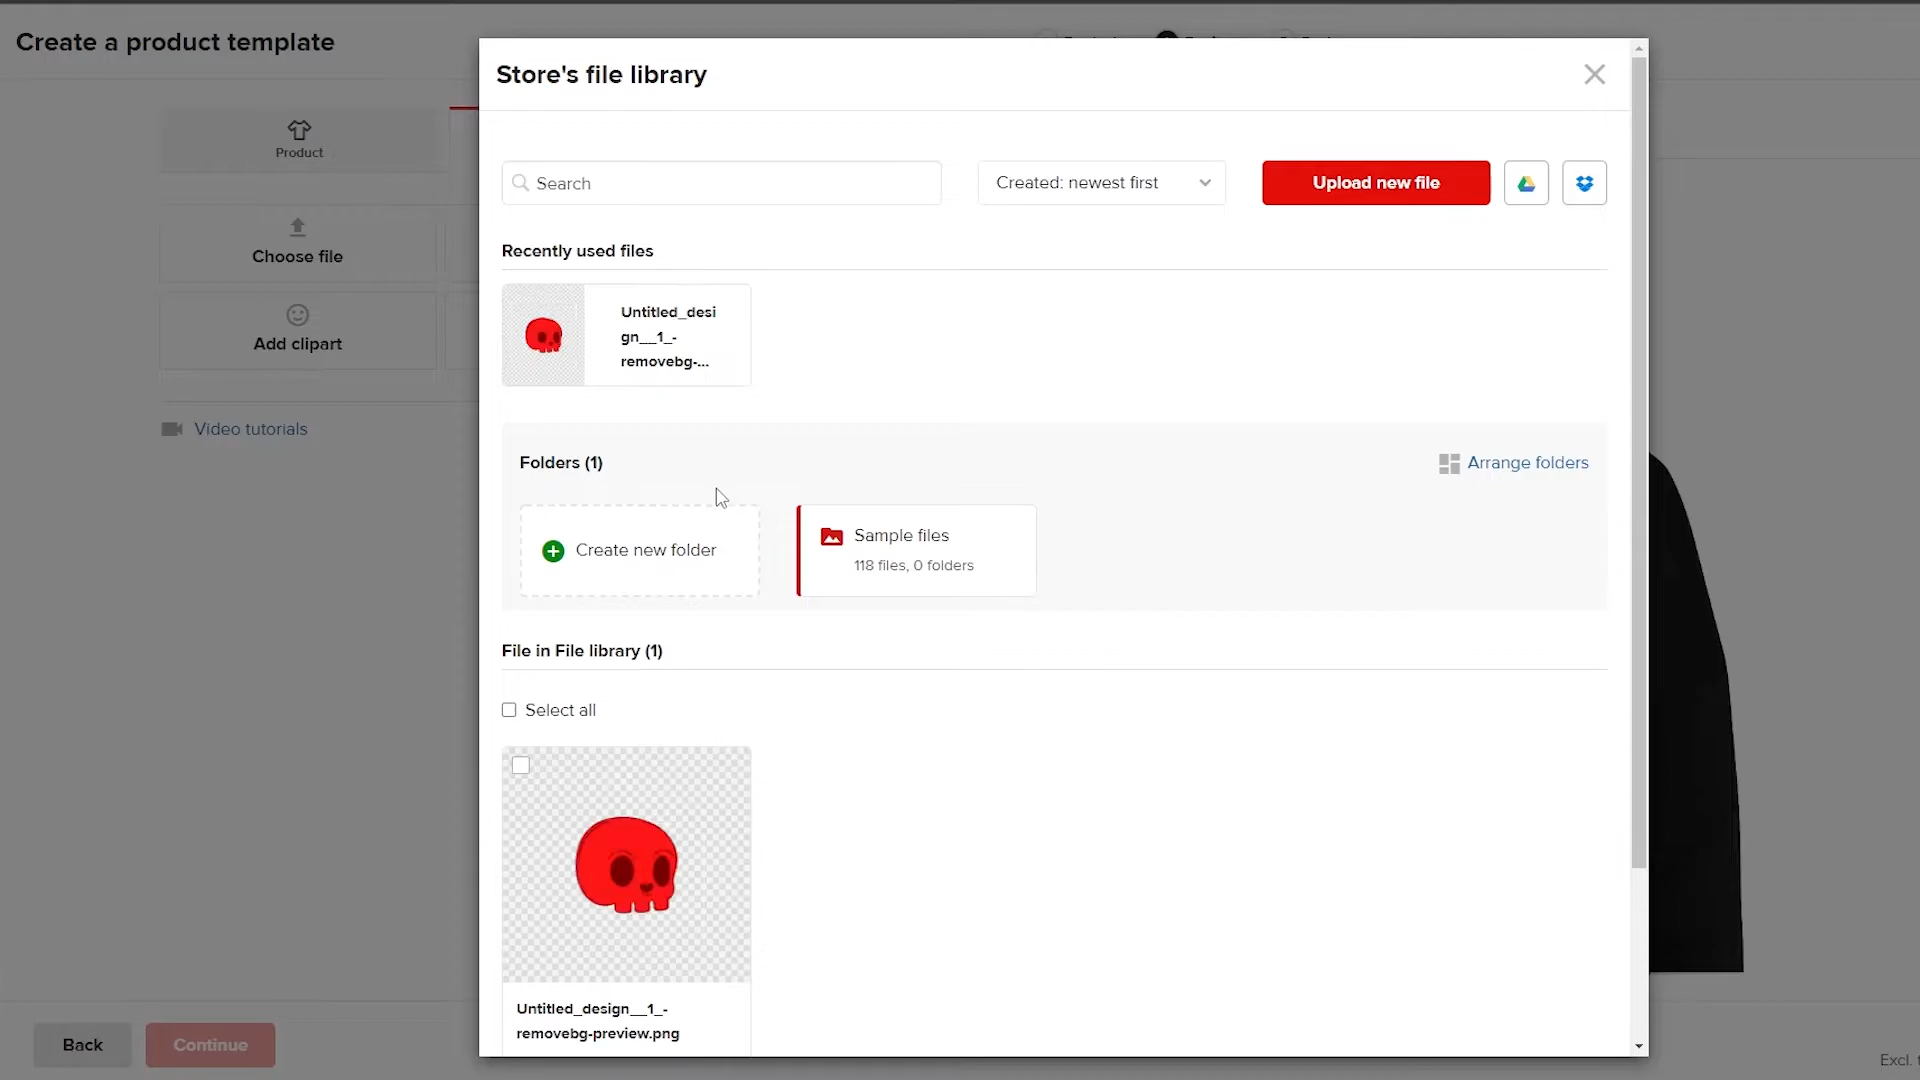 Create a product template
Store's file library
Product
Search
Created: newest first
Upload new file
Choose file
Recently used files
Untitled_desi
gn__1_-
removebg-...
Add clipart
Video tutorials
Folders (1)
Arrange folders
Create new folder
Sample files
118 files, 0 folders
File in File library (1)
Select all
Untitled_design__1_-
removebg-preview.png
Back
Continue
Excl.